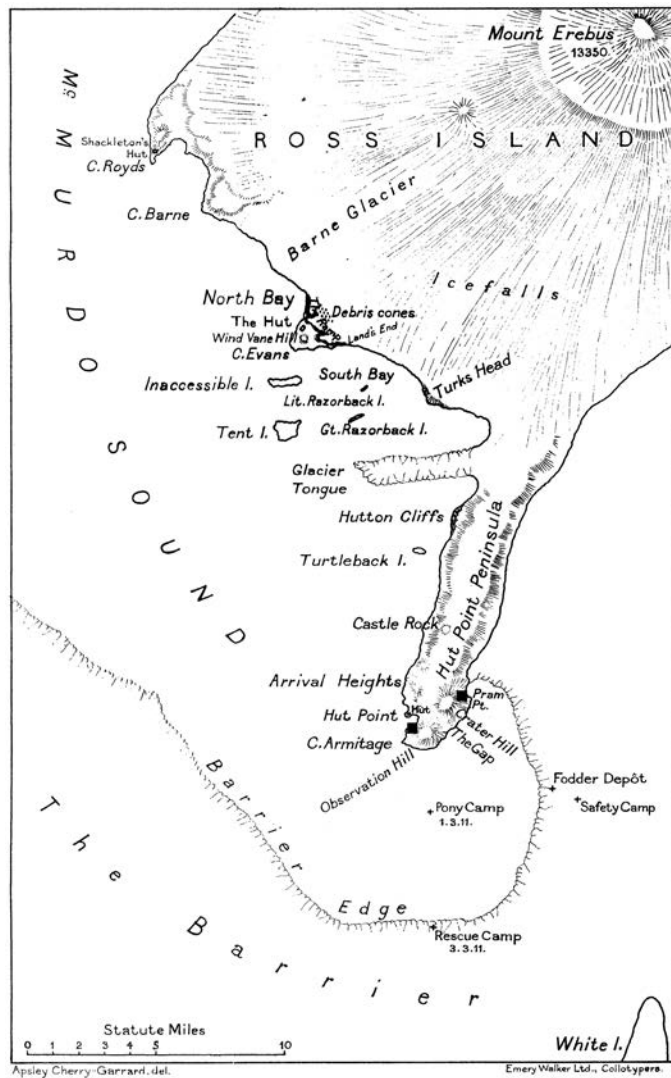 Mount Erebus
13350.
Mc MURDO SOUND
ROSS ISLAND
Shackleton's
Hut
C. Royds
C. Barne
Barne Glacier
Icefalls
North Bay
Debris cones
The Hut
Wind Vane Hill
Land's End
C. Evans
South Bay
Inaccessible I.
Turks Head
Lit. Razorback I.
Tent I.
Gt. Razorback I.
Glacier
Tongue
Hutton Cliffs
Hut Point Peninsula
Turtleback I.
Castle Rock
Arrival Heights
Pram
Pt.
Hut
Hut Point
Crater Hill
C. Armitage
The Gap
Observation Hill
Fodder Depôt
Safety Camp
Pony Camp
1.3.11.
Barrier Edge
The Barrier
Rescue Camp
3.3.11.
White I.
Statute Miles
0 1 2 3 4 5 10
Apsley Cherry-Garrard. del.
Emery Walker Ltd., Collotypers.